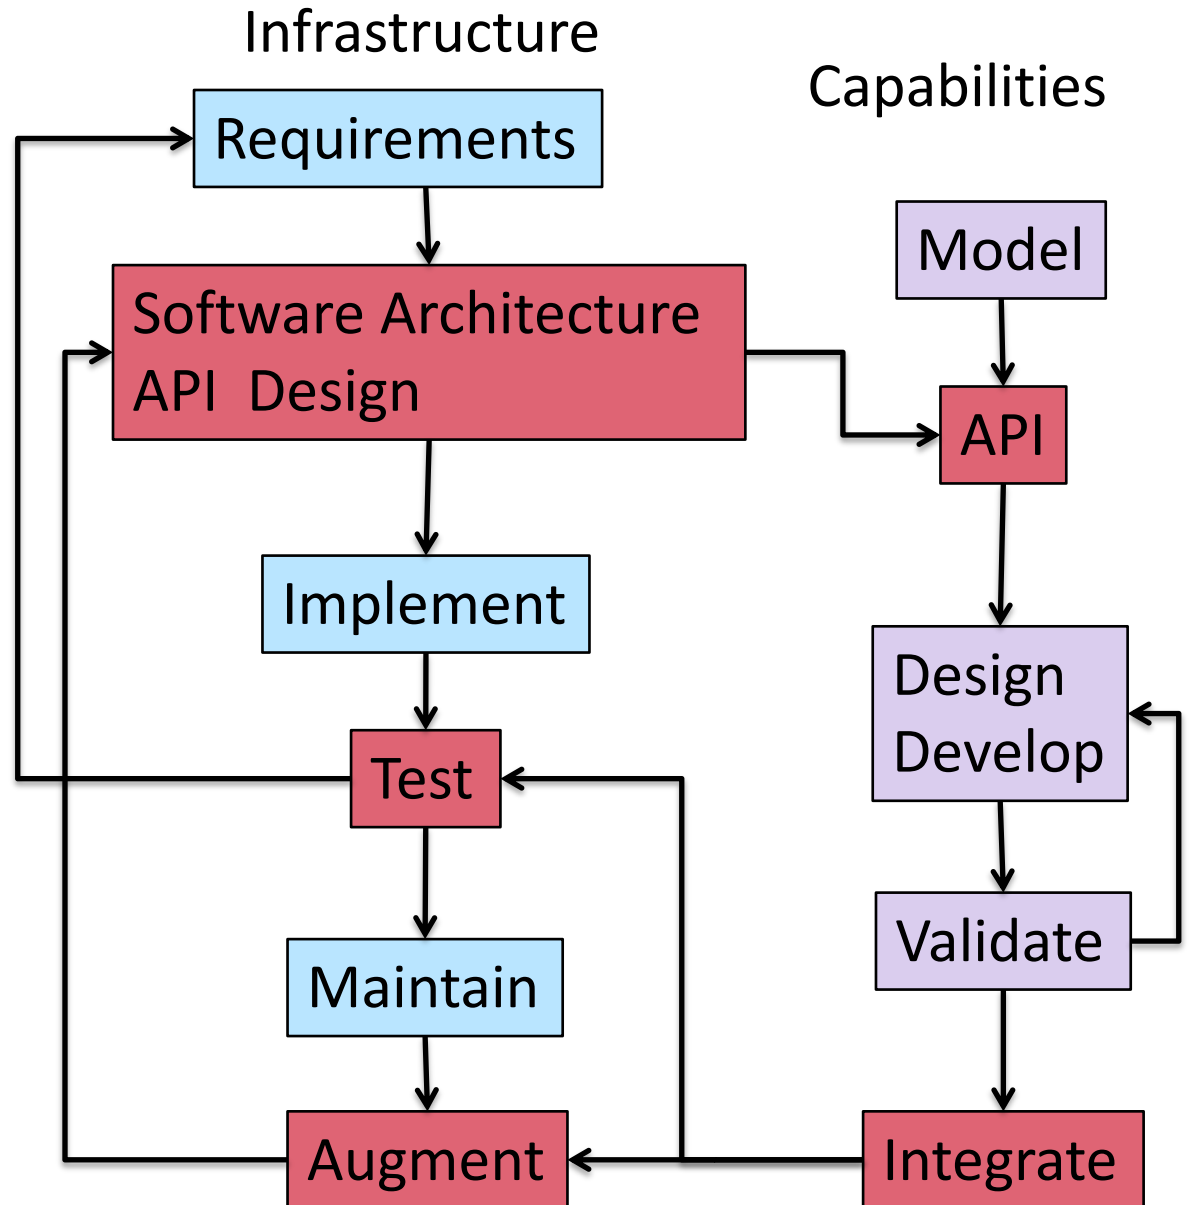 Infrastructure
Requirements
Software Architecture
API  Design
Implement
Test
Maintain
Augment
Capabilities
Model
API
Design
Develop
Validate
Integrate